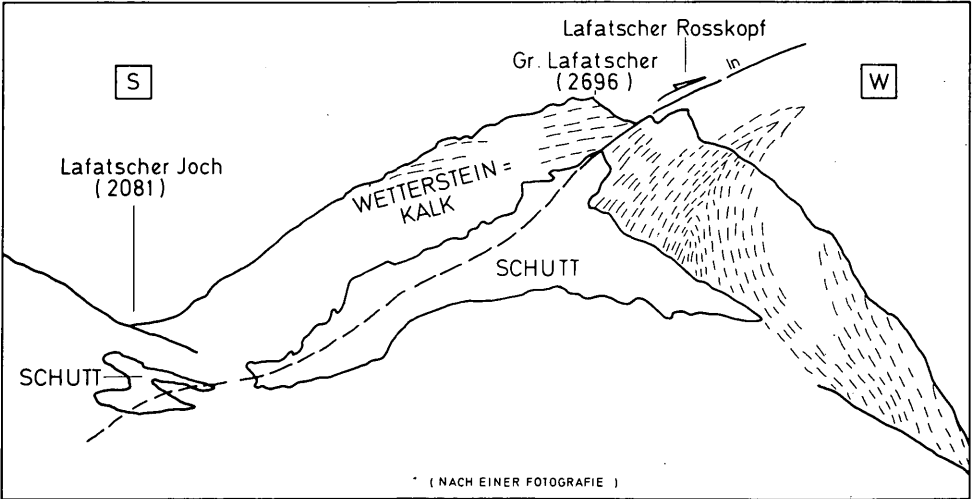 Lafatscher Rosskopf
Gr. Lafatscher
(2696)
In
S
W
Lafatscher Joch
(2081)
WETTERSTEIN =
KALK
SCHUTT
SCHUTT
(NACH EINER FOTOGRAFIE)